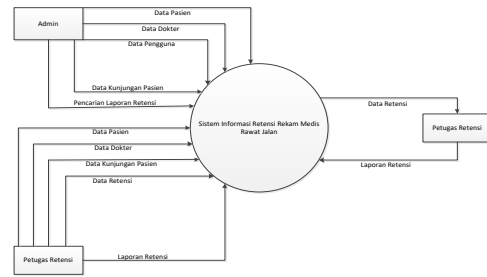 Data Pasien
Admin
Data Dokter
Data Pengguna
Data Kunjungan Pasien
Pencarian Laporan Retensi
Sistem Informasi Retensi Rekam Medis
Rawat Jalan
Data Retensi
Petugas Retensi
Laporan Retensi
Data Pasien
Data Dokter
Data Kunjungan Pasien
Data Retensi
Petugas Retensi
Laporan Retensi